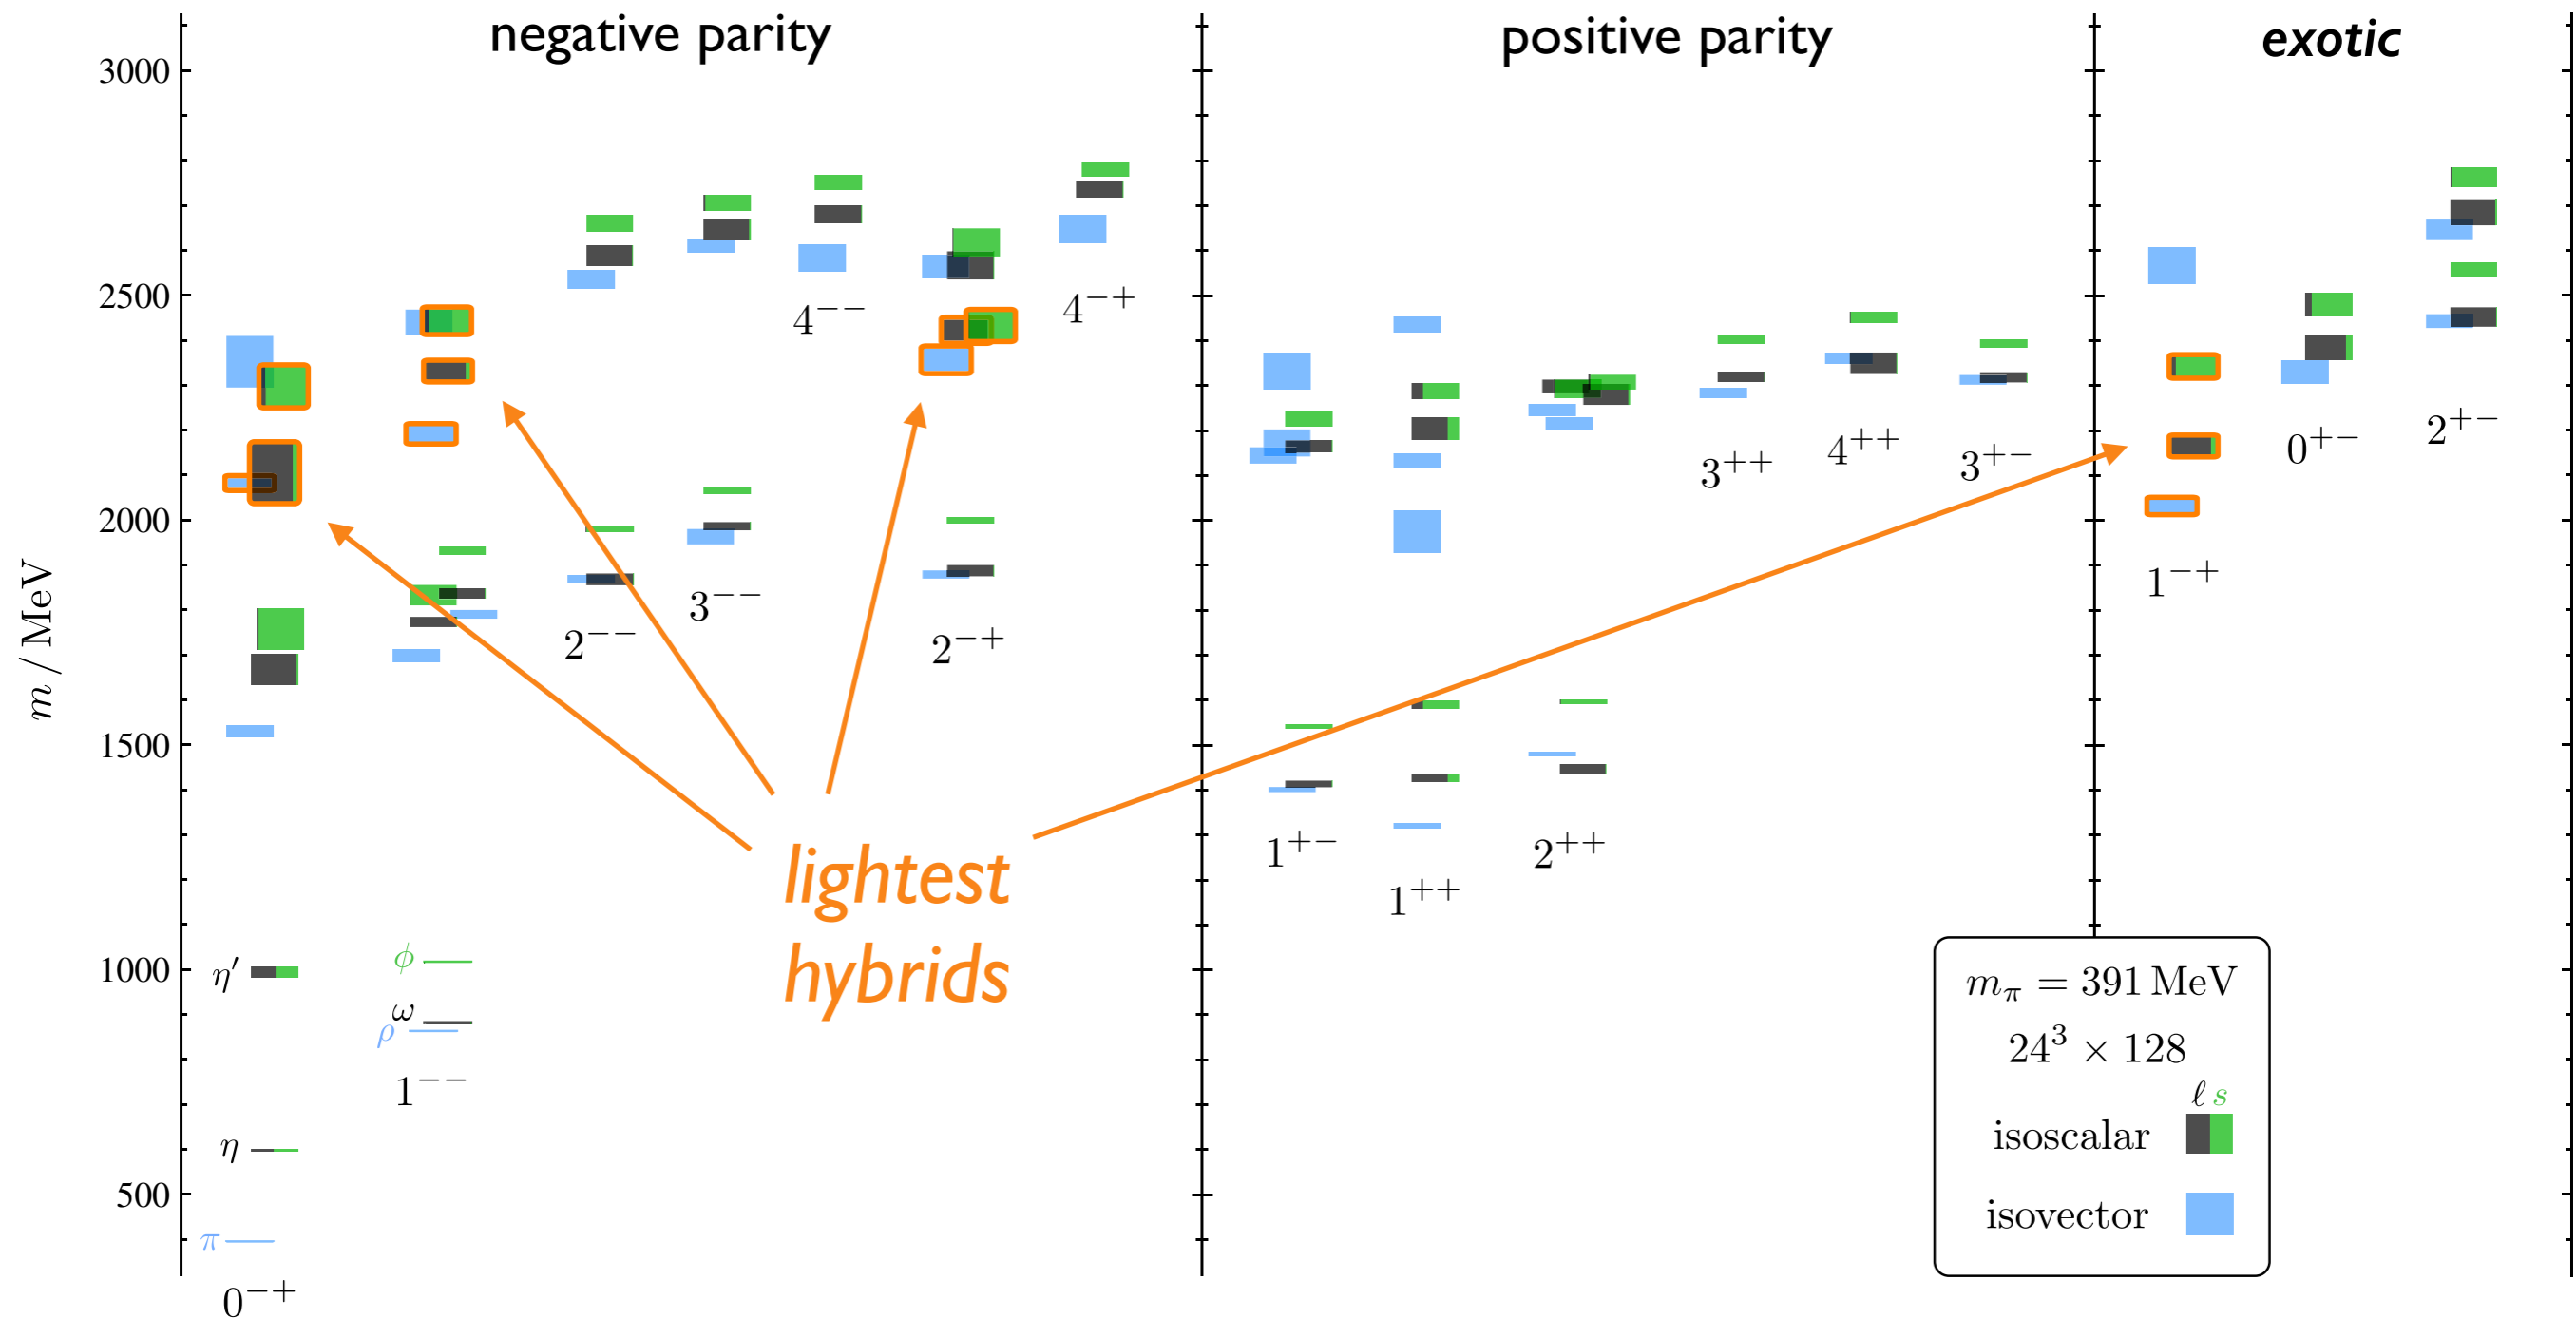 negative parity
positive parity
exotic
3000
2500
2000
1500
1000
500
m / MeV
4⁻⁻
4⁻⁺
2⁻⁻
3⁻⁻
2⁻⁺
3⁺⁺
4⁺⁺
3⁺⁻
0⁺⁻
2⁺⁻
1⁻⁺
1⁺⁻
1⁺⁺
2⁺⁺
lightest
hybrids
η′
ϕ
ω
ρ
1⁻⁻
η
π
0⁻⁺
mπ = 391 MeV
24³ × 128
ℓ s
isoscalar
isovector